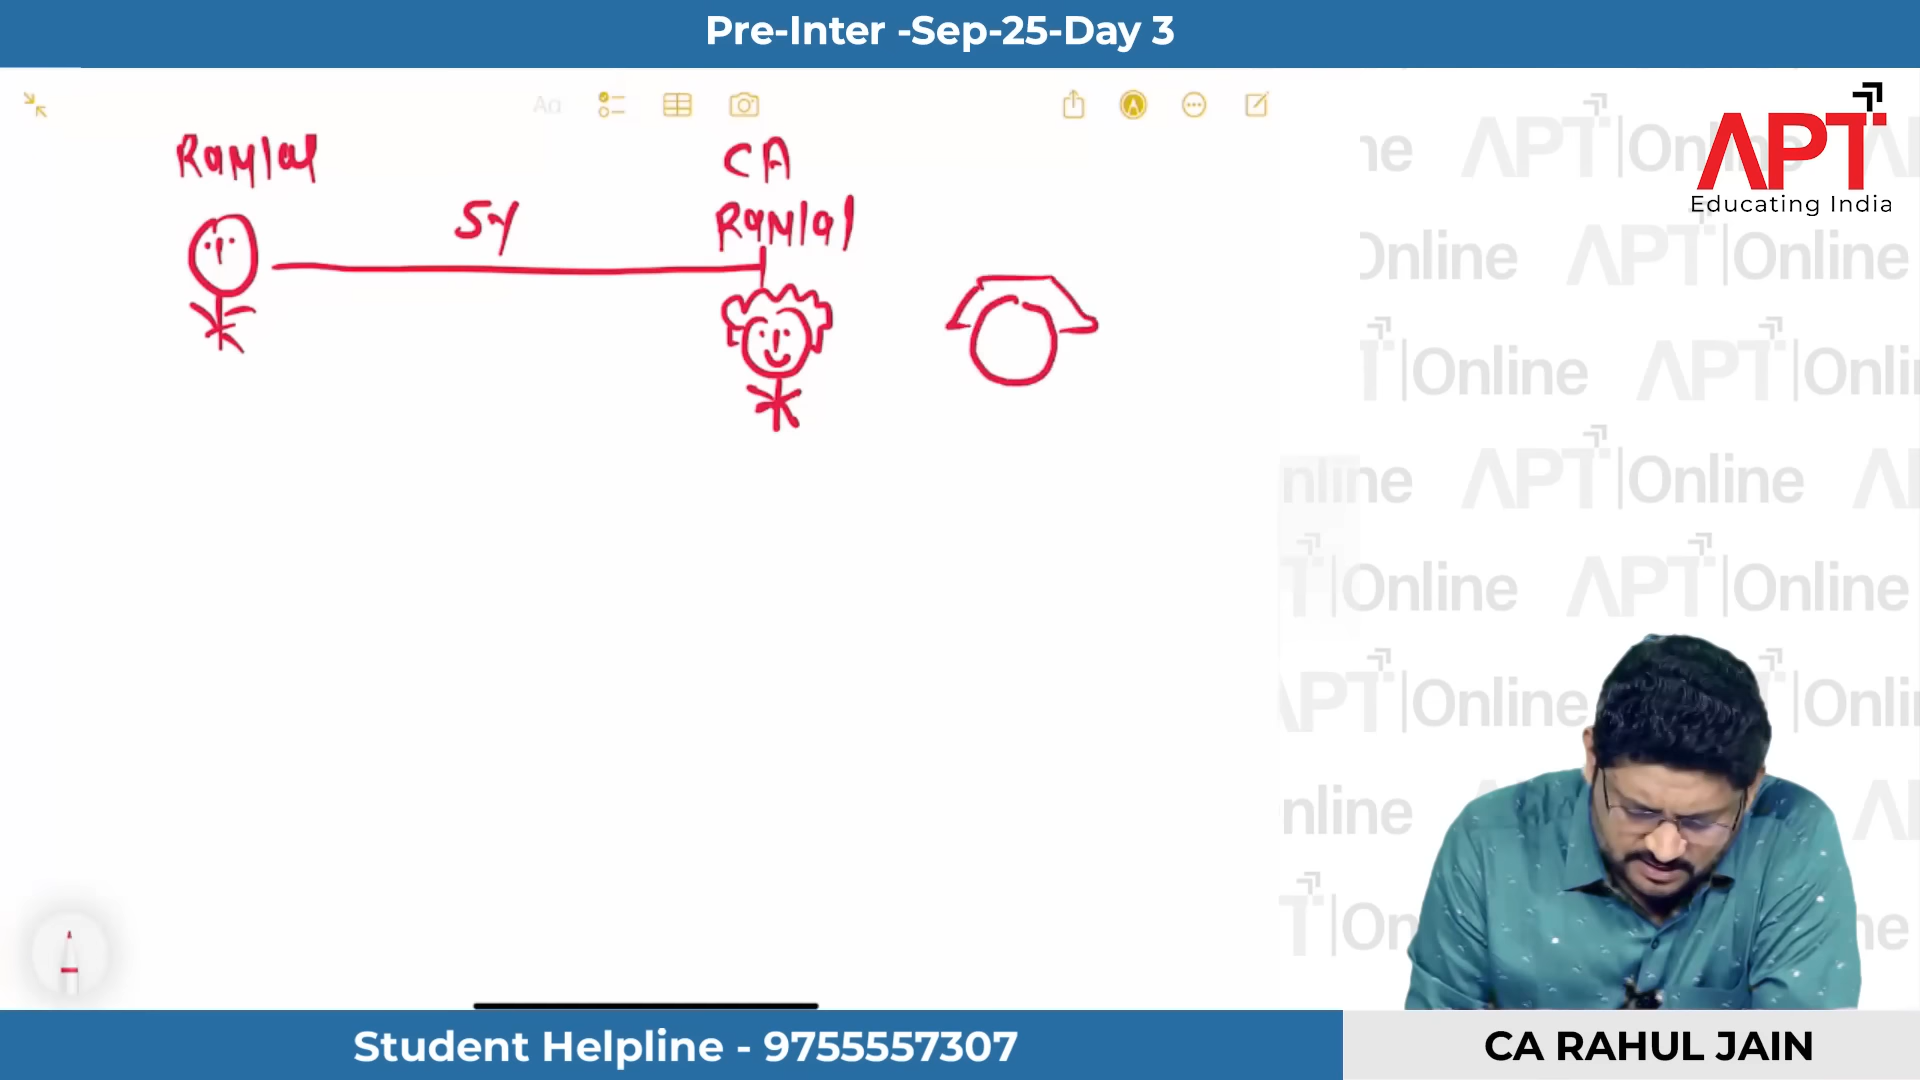 Pre-Inter -Sep-25-Day 3
Aa
Ramlal
CA
Ramlal
5y
APT
Educating India
APT|Online
Student Helpline - 9755557307
CA RAHUL JAIN